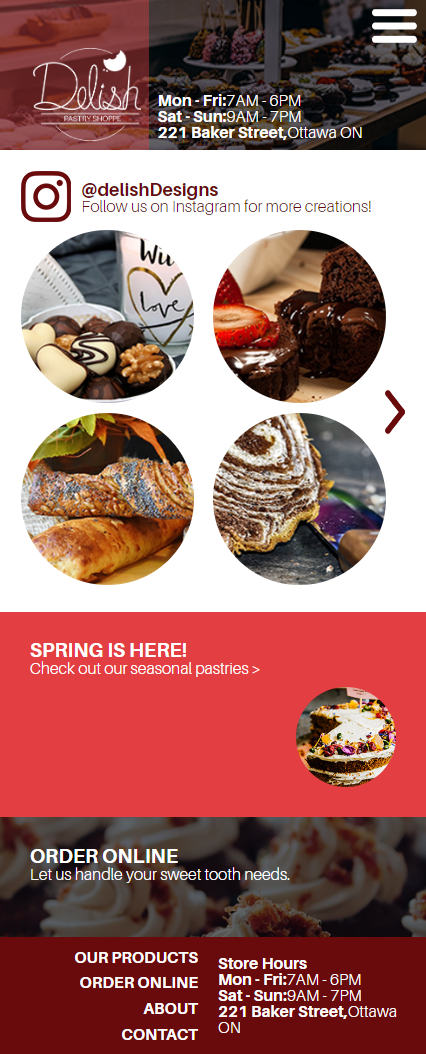 Delish
PASTRY SHOPPE
Mon - Fri:7AM - 6PM
Sat - Sun:9AM - 7PM
221 Baker Street,Ottawa ON
@delishDesigns
Follow us on Instagram for more creations!
Wi
love
SPRING IS HERE!
Check out our seasonal pastries >
ORDER ONLINE
Let us handle your sweet tooth needs.
OUR PRODUCTS
ORDER ONLINE
ABOUT
CONTACT
Store Hours
Mon - Fri:7AM - 6PM
Sat - Sun:9AM - 7PM
221 Baker Street,Ottawa
ON